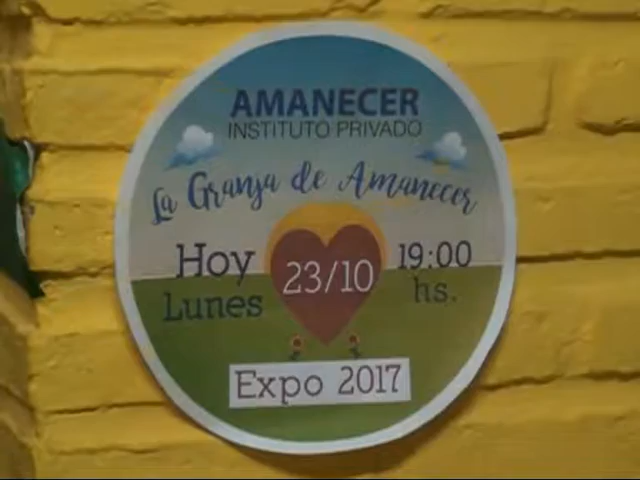 AMANECER
INSTITUTO PRIVADO
La Granja de Amanecer
Hoy
Lunes
23/10
19:00
hs.
Expo 2017